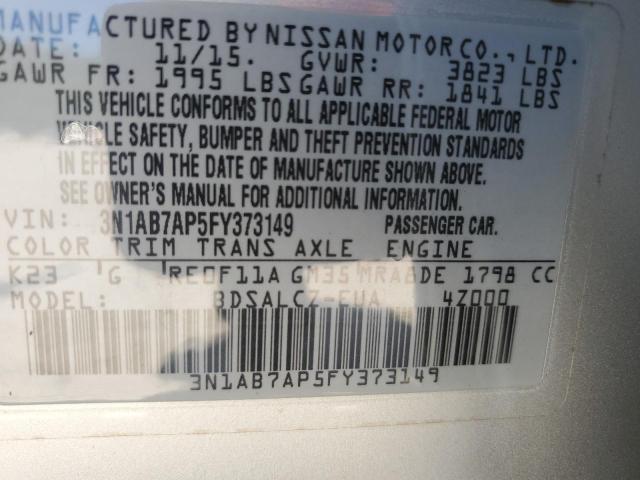 MANUFACTURED BY NISSAN MOTOR CO., LTD.
DATE: 11/15. GVWR: 3823 LBS
GAWR FR: 1995 LBS GAWR RR: 1841 LBS
THIS VEHICLE CONFORMS TO ALL APPLICABLE FEDERAL MOTOR
VEHICLE SAFETY, BUMPER AND THEFT PREVENTION STANDARDS
IN EFFECT ON THE DATE OF MANUFACTURE SHOWN ABOVE.
SEE OWNER'S MANUAL FOR ADDITIONAL INFORMATION.
VIN: 3N1AB7AP5FY373149 PASSENGER CAR.
COLOR TRIM TRANS AXLE ENGINE
K23 G RE0F11A GM35 MRA8DE 1798 CC
MODEL: BDSALCZ-EUA 4Z000
3N1AB7AP5FY373149